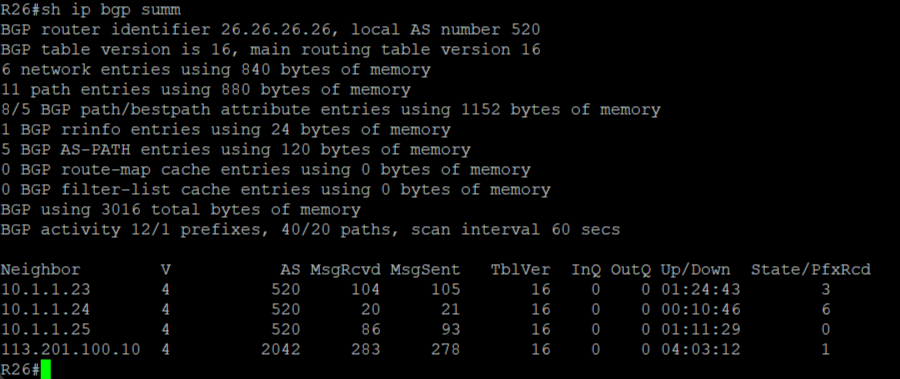 R26#sh ip bgp summ
BGP router identifier 26.26.26.26, local AS number 520
BGP table version is 16, main routing table version 16
6 network entries using 840 bytes of memory
11 path entries using 880 bytes of memory
8/5 BGP path/bestpath attribute entries using 1152 bytes of memory
1 BGP rrinfo entries using 24 bytes of memory
5 BGP AS-PATH entries using 120 bytes of memory
0 BGP route-map cache entries using 0 bytes of memory
0 BGP filter-list cache entries using 0 bytes of memory
BGP using 3016 total bytes of memory
BGP activity 12/1 prefixes, 40/20 paths, scan interval 60 secs

Neighbor        V           AS MsgRcvd MsgSent   TblVer  InQ OutQ Up/Down  State/PfxRcd
10.1.1.23       4          520     104     105       16    0    0 01:24:43        3
10.1.1.24       4          520      20      21       16    0    0 00:10:46        6
10.1.1.25       4          520      86      93       16    0    0 01:11:29        0
113.201.100.10  4         2042     283     278       16    0    0 04:03:12        1
R26#